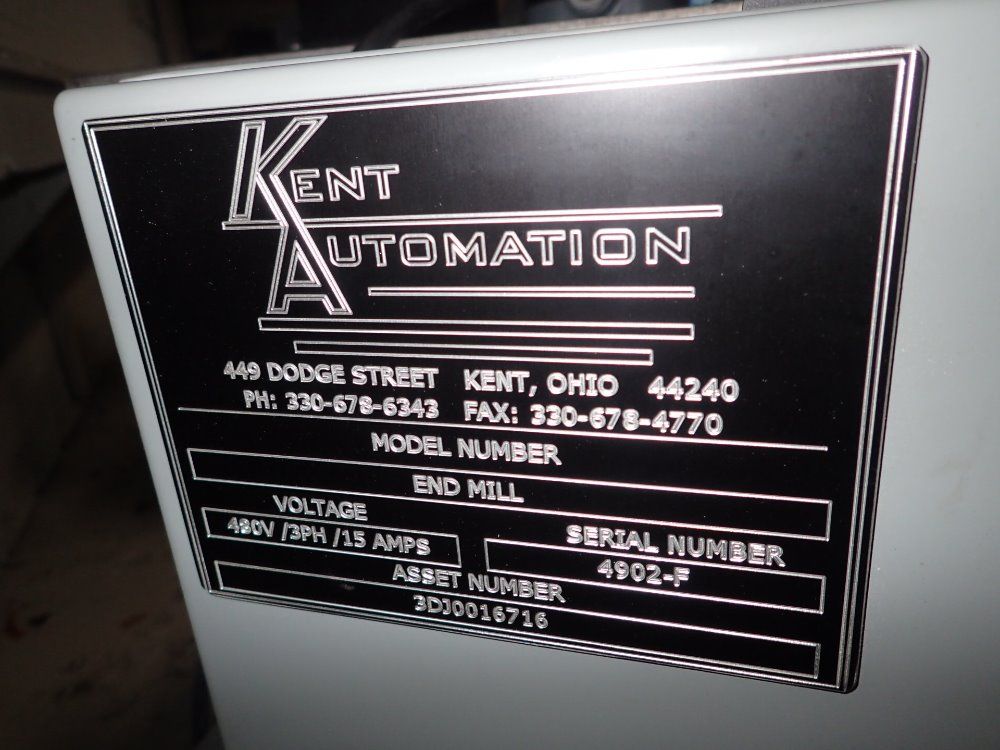 KENT
AUTOMATION
449 DODGE STREET KENT, OHIO 44240
PH: 330-678-6343 FAX: 330-678-4770
MODEL NUMBER
END MILL
VOLTAGE
480V /3PH /15 AMPS
SERIAL NUMBER
4902-F
ASSET NUMBER
3DJ0016716